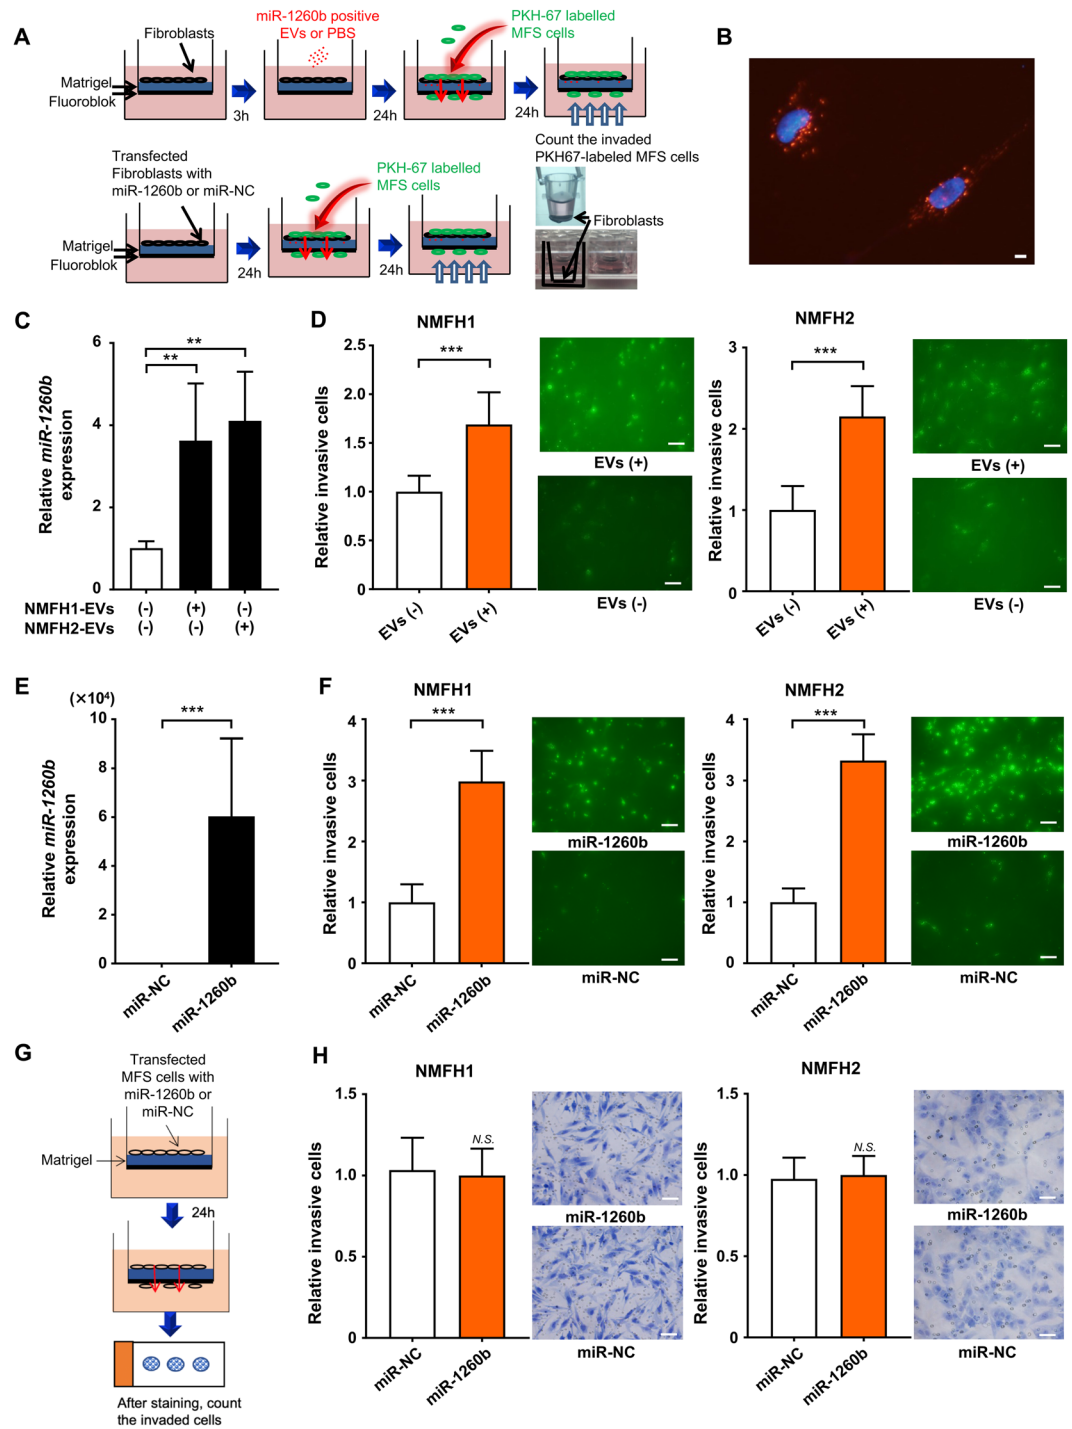 A
Fibroblasts
miR-1260b positive
EVs or PBS
PKH-67 labelled
MFS cells
Matrigel
Fluoroblok
3h
24h
24h
Count the invaded
PKH67-labeled MFS cells
Transfected
Fibroblasts with
miR-1260b or miR-NC
PKH-67 labelled
MFS cells
Matrigel
Fluoroblok
24h
24h
Fibroblasts
B
C
Relative miR-1260b
expression
6
4
2
0
**
**
NMFH1-EVs (-) (+) (-)
NMFH2-EVs (-) (-) (+)
D
NMFH1
Relative invasive cells
2.5
2.0
1.5
1.0
0.5
0
***
EVs (-)
EVs (+)
EVs (+)
EVs (-)
NMFH2
Relative invasive cells
3
2
1
0
***
EVs (-)
EVs (+)
EVs (+)
EVs (-)
E
(×10⁴)
Relative miR-1260b
expression
10
8
6
4
2
0
***
miR-NC
miR-1260b
F
NMFH1
Relative invasive cells
4
3
2
1
0
***
miR-NC
miR-1260b
miR-1260b
miR-NC
NMFH2
Relative invasive cells
4
3
2
1
0
***
miR-NC
miR-1260b
miR-1260b
miR-NC
G
Transfected
MFS cells with
miR-1260b or
miR-NC
Matrigel
24h
After staining, count
the invaded cells
H
NMFH1
Relative invasive cells
1.5
1.0
0.5
0
N.S.
miR-NC
miR-1260b
miR-1260b
miR-NC
NMFH2
Relative invasive cells
1.5
1.0
0.5
0
N.S.
miR-NC
miR-1260b
miR-1260b
miR-NC